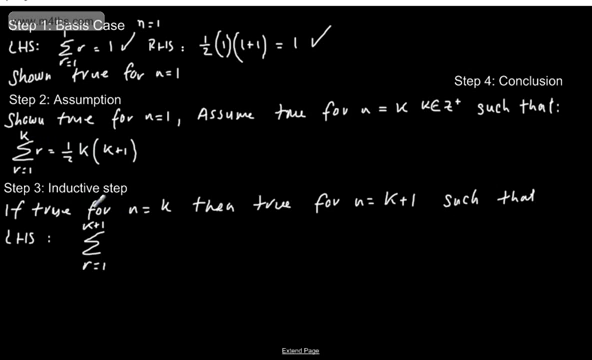 Step 1: Basis Case n=1
LHS: ∑_{r=1}^{1} r = 1 ✓ RHS: 1/2 (1)(1+1) = 1 ✓
Shown true for n=1
Step 4: Conclusion
Step 2: Assumption
Shown true for n=1, Assume true for n=k k∈Z⁺ such that:
∑_{r=1}^{k} r = 1/2 k(k+1)
Step 3: Inductive step
If true for n=k then true for n=k+1 such that
LHS: ∑_{r=1}^{k+1}
Extend Page